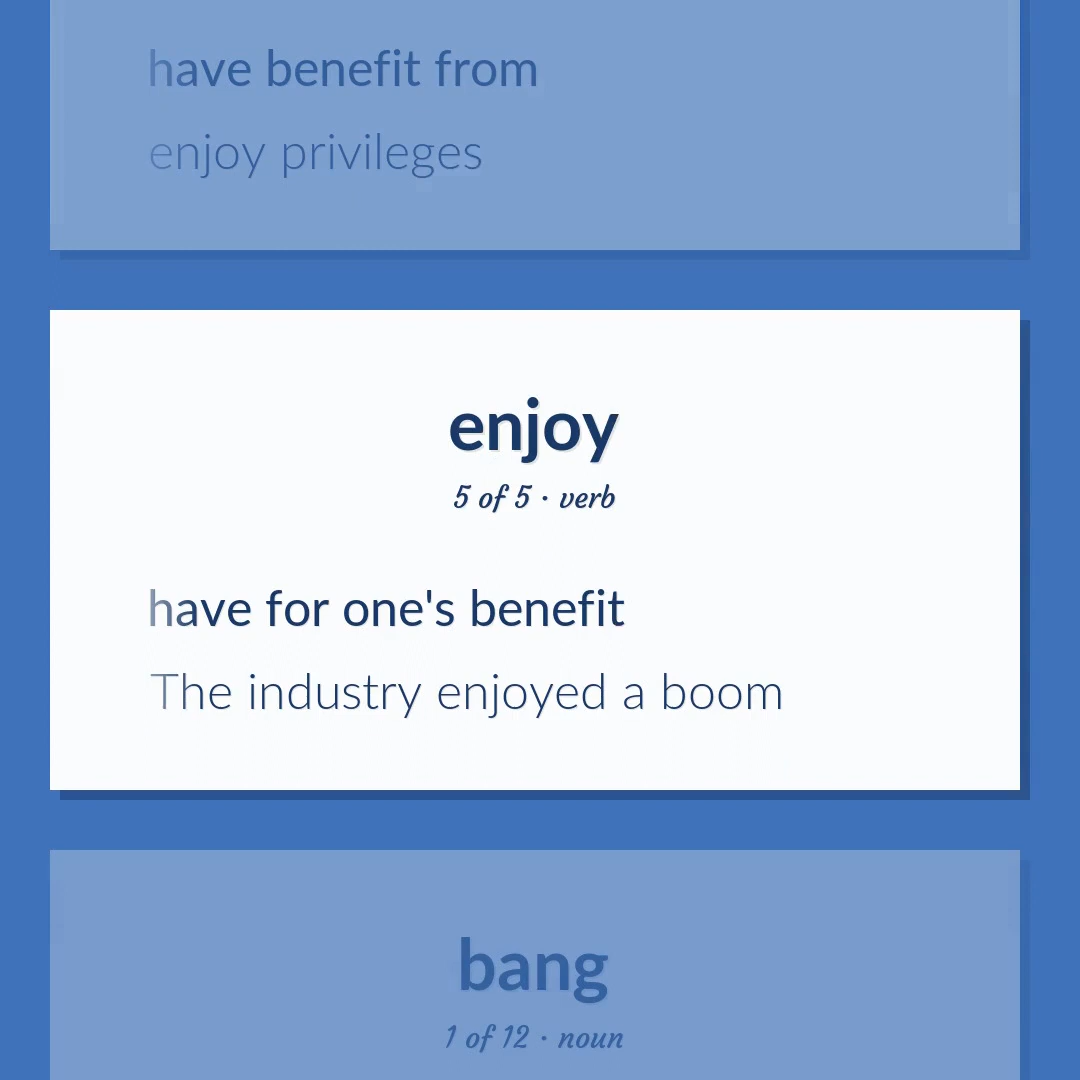 have benefit from
enjoy privileges
enjoy
5 of 5 · verb
have for one's benefit
The industry enjoyed a boom
bang
1 of 12 · noun